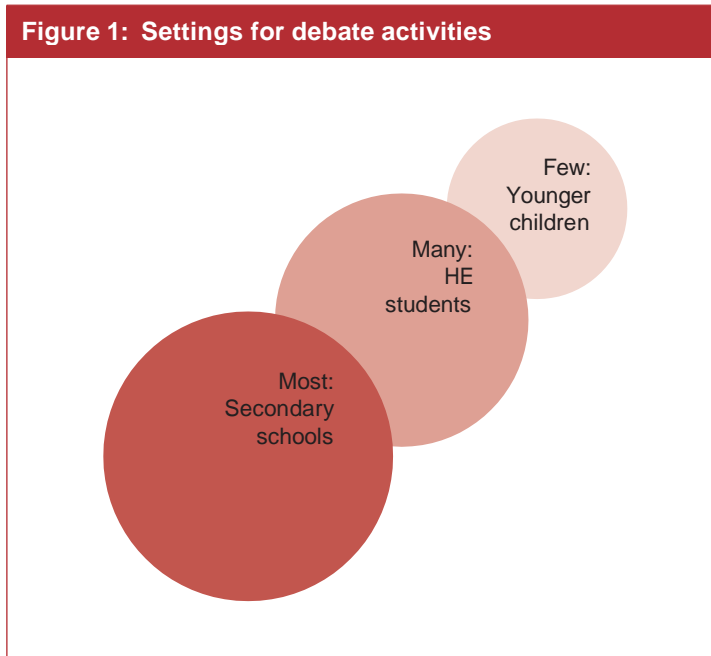 Figure 1: Settings for debate activities
Few:
Younger
children
Many:
HE
students
Most:
Secondary
schools